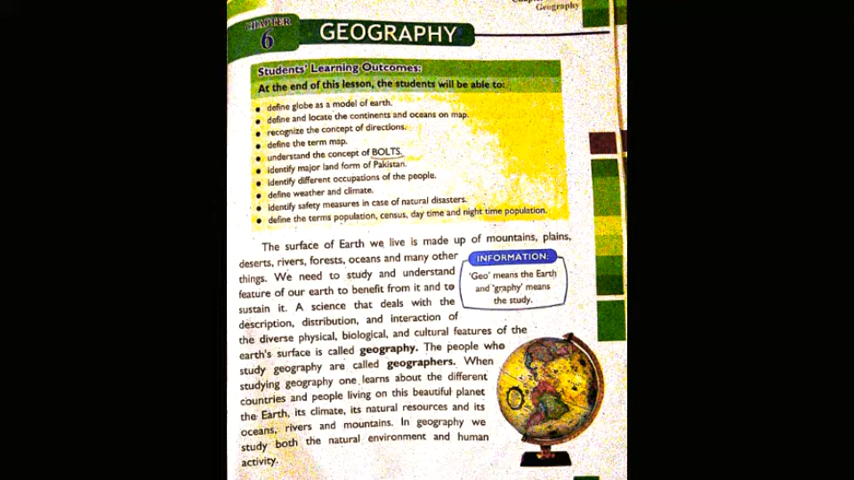 CHAPTER
6
GEOGRAPHY
Geography
Students' Learning Outcomes:
At the end of this lesson, the students will be able to:
• define globe as a model of earth.
• define and locate the continents and oceans on map.
• recognize the concept of directions.
• define the term map.
• understand the concept of BOLTS.
• identify major land form of Pakistan.
• identify different occupations of the people.
• define weather and climate.
• identify safety measures in case of natural disasters.
• define the terms population, census, day time and night time population.
The surface of Earth we live is made up of mountains, plains,
deserts, rivers, forests, oceans and many other
things. We need to study and understand
feature of our earth to benefit from it and to
sustain it. A science that deals with the
description, distribution, and interaction of
the diverse physical, biological, and cultural features of the
earth's surface is called geography. The people who
study geography are called geographers. When
studying geography one learns about the different
countries and people living on this beautiful planet
the Earth, its climate, its natural resources and its
oceans, rivers and mountains. In geography we
study both the natural environment and human
activity.
INFORMATION:
'Geo' means the Earth
and 'graphy' means
the study.